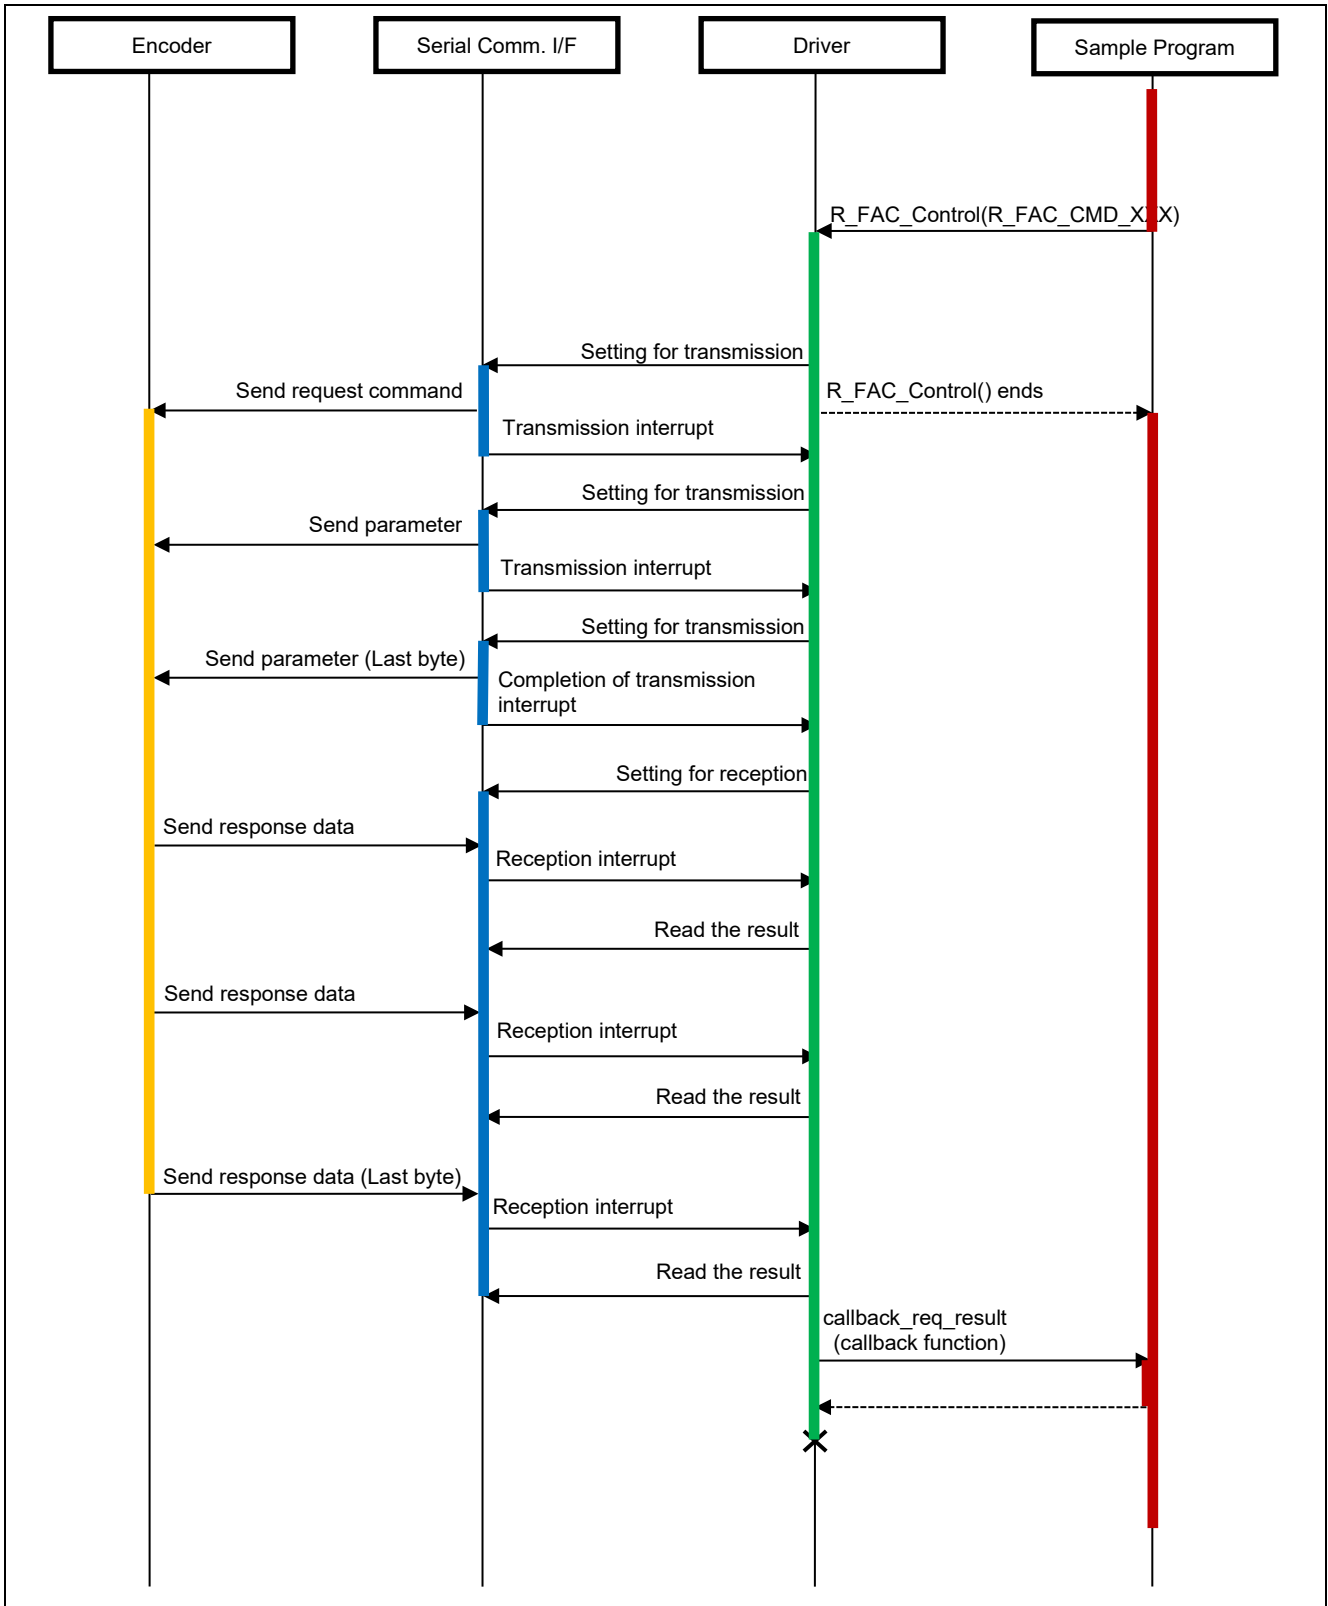 Encoder
Serial Comm. I/F
Driver
Sample Program
R_FAC_Control(R_FAC_CMD_XXX)
Setting for transmission
Send request command
R_FAC_Control() ends
Transmission interrupt
Setting for transmission
Send parameter
Transmission interrupt
Setting for transmission
Send parameter (Last byte)
Completion of transmission
interrupt
Setting for reception
Send response data
Reception interrupt
Read the result
Send response data
Reception interrupt
Read the result
Send response data (Last byte)
Reception interrupt
Read the result
callback_req_result
(callback function)